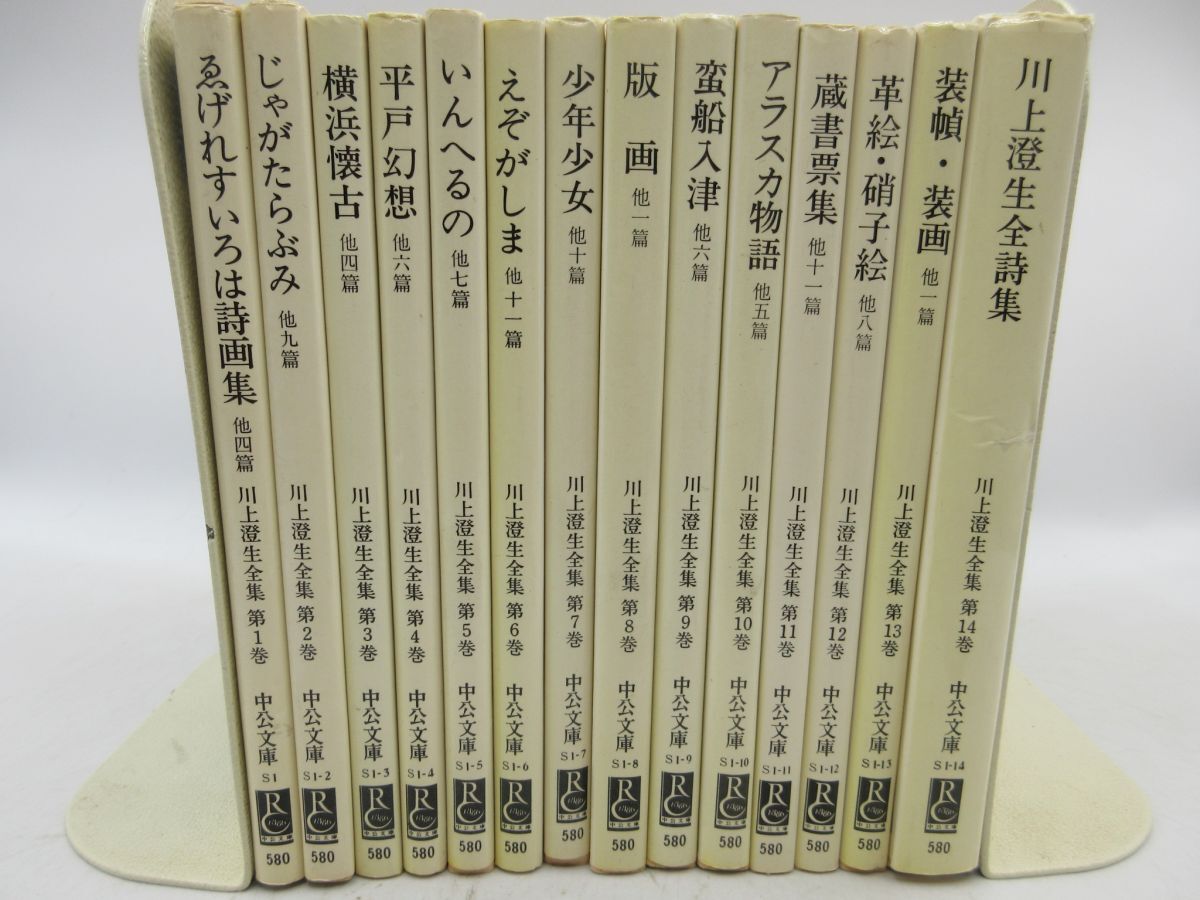 ゑげれすいろは詩画集 他四篇 川上澄生全集 第1巻
中公文庫
S1
580
じゃがたらぶみ 他九篇 川上澄生全集 第2巻
中公文庫
S1-2
580
横浜懐古 他四篇 川上澄生全集 第3巻
中公文庫
S1-3
580
平戸幻想 他六篇 川上澄生全集 第4巻
中公文庫
S1-4
580
いんへるの 他七篇 川上澄生全集 第5巻
中公文庫
S1-5
580
えぞがしま 他十一篇 川上澄生全集 第6巻
中公文庫
S1-6
580
少年少女 他十篇 川上澄生全集 第7巻
中公文庫
S1-7
580
版画 他一篇 川上澄生全集 第8巻
中公文庫
S1-8
580
蛮船入津 他六篇 川上澄生全集 第9巻
中公文庫
S1-9
580
アラスカ物語 他五篇 川上澄生全集 第10巻
中公文庫
S1-10
580
蔵書票集 他十一篇 川上澄生全集 第11巻
中公文庫
S1-11
580
革絵・硝子絵 他八篇 川上澄生全集 第12巻
中公文庫
S1-12
580
装幀・装画 他一篇 川上澄生全集 第13巻
中公文庫
S1-13
580
川上澄生全詩集 川上澄生全集 第14巻
中公文庫
S1-14
580